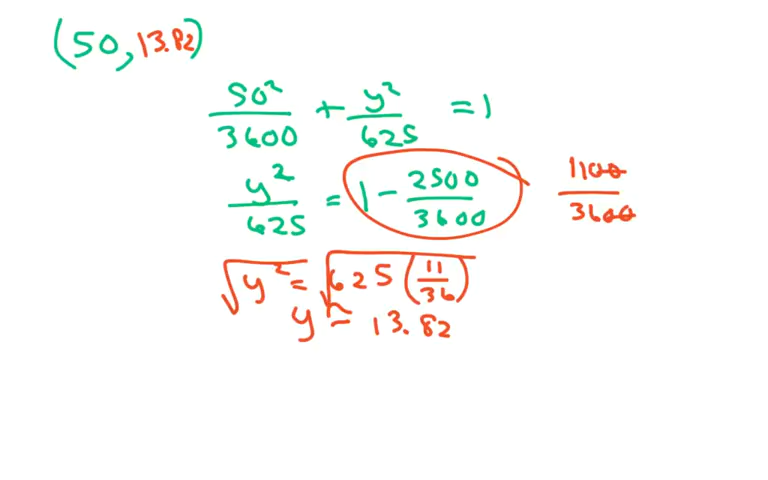 (50, 13.82)
50²/3600 + y²/625 = 1
y²/625 = 1 - 2500/3600
1100/3600
√y² = √625(11/36)
y ≈ 13.82